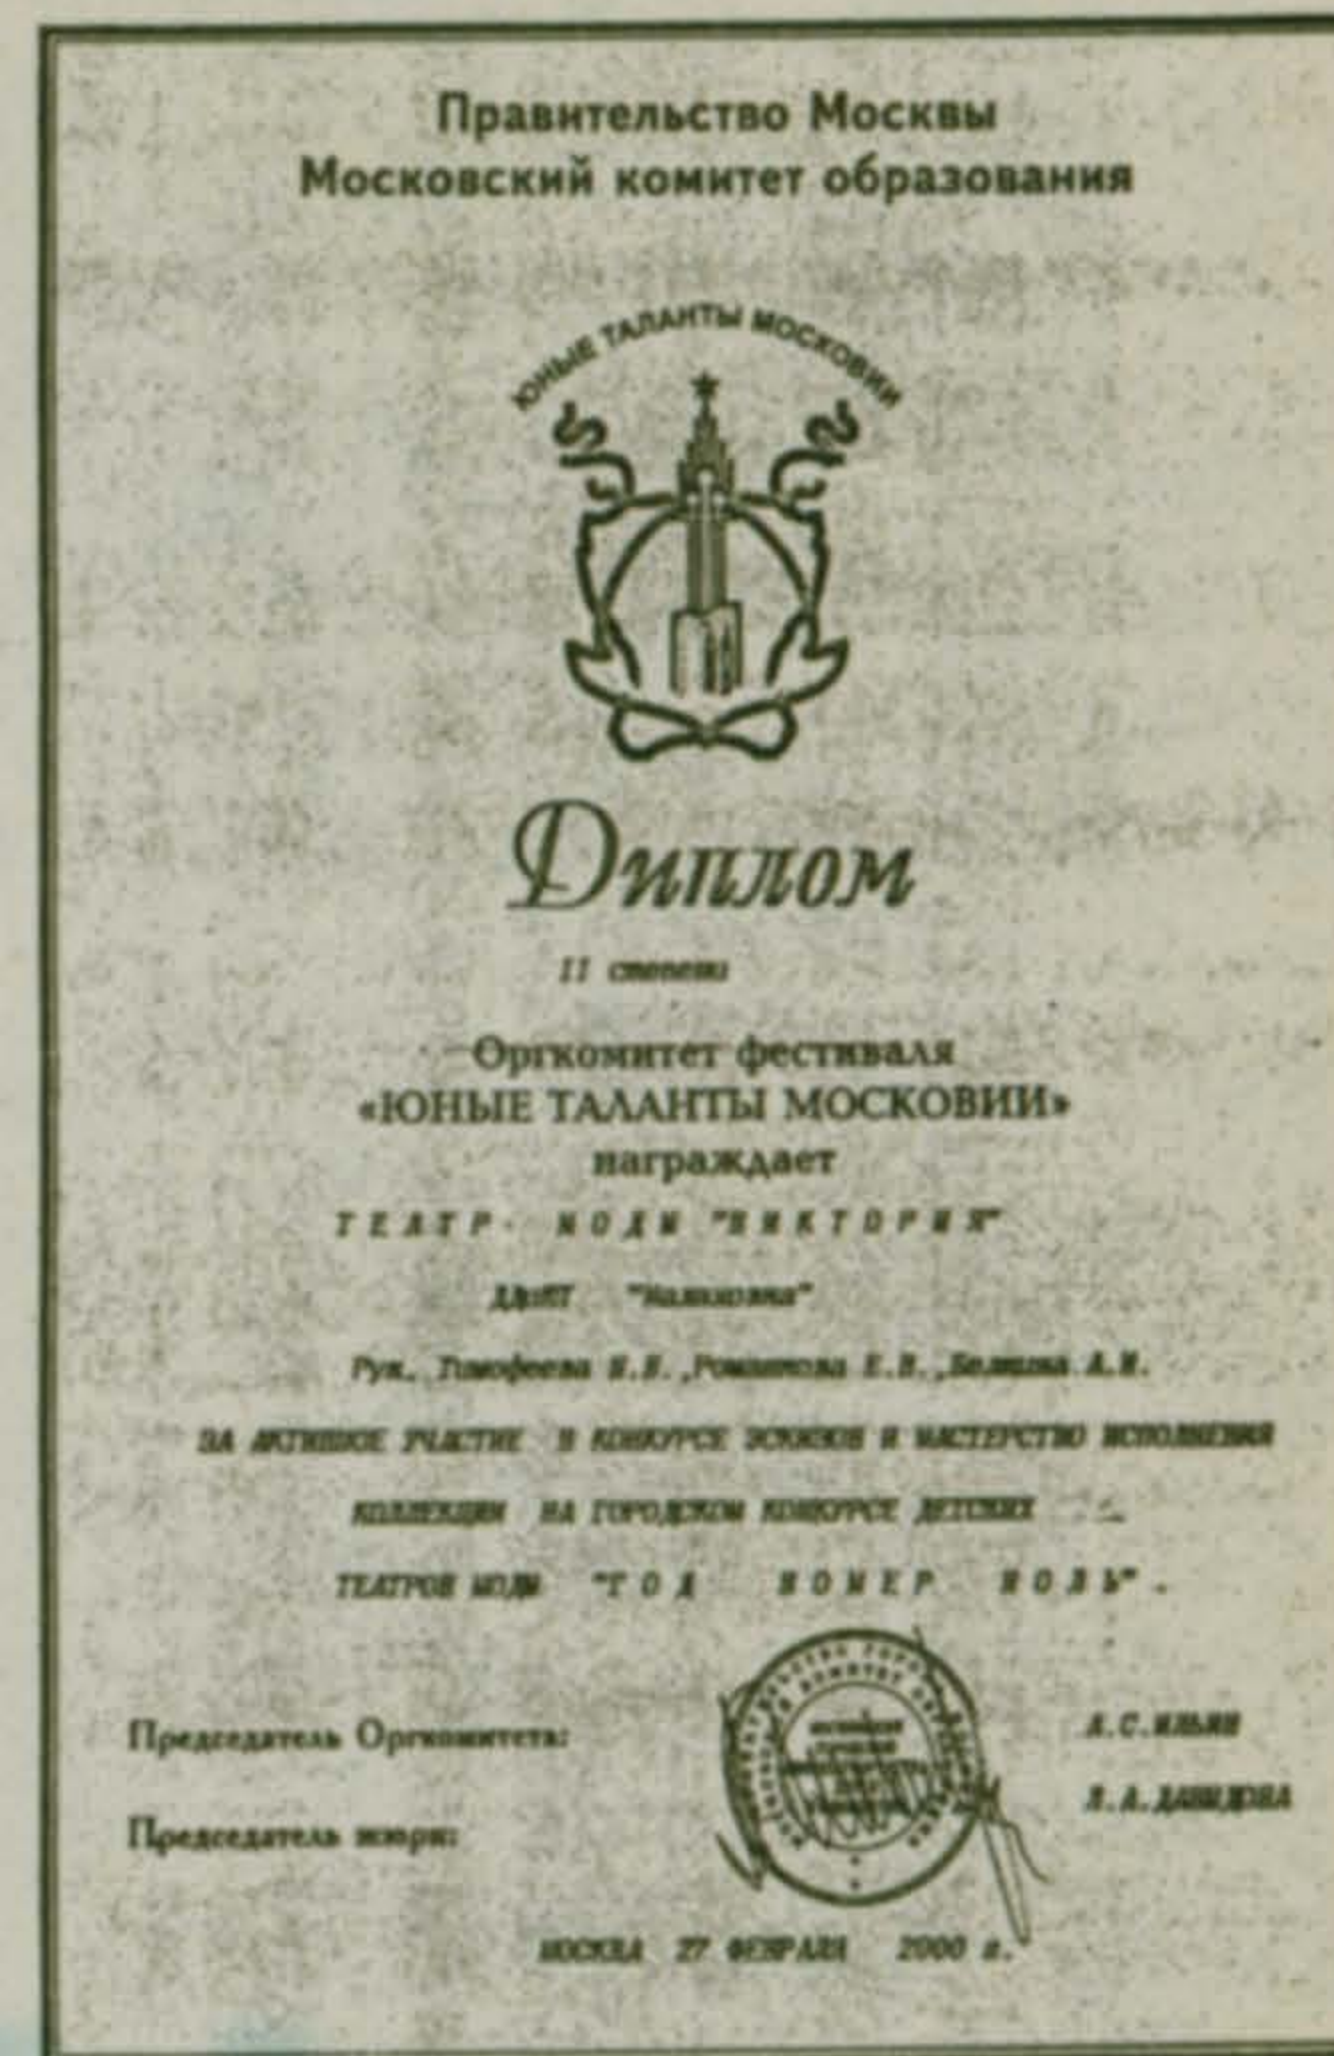 Правительство Москвы
Московский комитет образования
ЮНЫЕ ТАЛАНТЫ МОСКОВИИ
Диплом
II степени
Оргкомитет фестиваля
«ЮНЫЕ ТАЛАНТЫ МОСКОВИИ»
награждает
ТЕАТР МОДЫ "ВИКТОРИЯ"
Рук. Тимофеева Н.Н., Романкова Е.В.,
ЗА АКТИВНОЕ УЧАСТИЕ В КОНКУРСЕ ЭСКИЗОВ И МАСТЕРСТВО ИСПОЛНЕНИЯ
КОЛЛЕКЦИИ НА ГОРОДСКОМ КОНКУРСЕ ДЕТСКИХ
ТЕАТРОВ МОДЫ "ГОД НОМЕР НОЛЬ".
Председатель Оргкомитета:
А.С.ИЛЬИН
Л.А.ДАВЫДОВА
Председатель жюри:
МОСКВА 27 ФЕВРАЛЯ 2000 г.